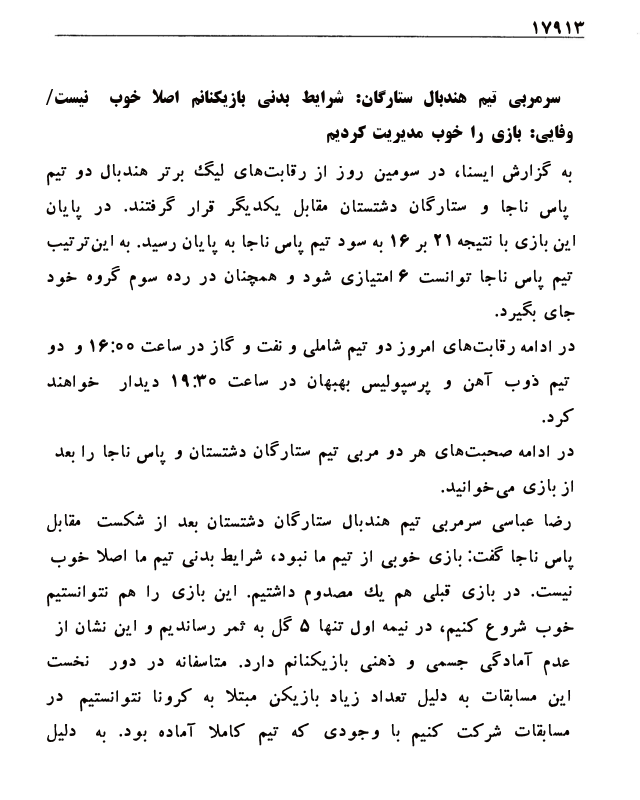 ۱۷۹۱۳
سرمربی تیم هندبال ستارگان: شرایط بدنی بازیکنانم اصلا خوب نیست/
وفایی: بازی را خوب مدیریت کردیم
به گزارش ایسنا، در سومین روز از رقابت‌های لیگ برتر هندبال دو تیم
پاس ناجا و ستارگان دشتستان مقابل یکدیگر قرار گرفتند. در پایان
این بازی با نتیجه ۲۱ بر ۱۶ به سود تیم پاس ناجا به پایان رسید. به این‌ترتیب
تیم پاس ناجا توانست ۶ امتیازی شود و همچنان در رده سوم گروه خود
جای بگیرد.
در ادامه رقابت‌های امروز دو تیم شاملی و نفت و گاز در ساعت ۱۶:۰۰ و دو
تیم ذوب آهن و پرسپولیس بهبهان در ساعت ۱۹:۳۰ دیدار خواهند
کرد.
در ادامه صحبت‌های هر دو مربی تیم ستارگان دشتستان و پاس ناجا را بعد
از بازی می‌خوانید.
رضا عباسی سرمربی تیم هندبال ستارگان دشتستان بعد از شکست مقابل
پاس ناجا گفت: بازی خوبی از تیم ما نبود، شرایط بدنی تیم ما اصلا خوب
نیست. در بازی قبلی هم یك مصدوم داشتیم. این بازی را هم نتوانستیم
خوب شروع کنیم، در نیمه اول تنها ۵ گل به ثمر رساندیم و این نشان از
عدم آمادگی جسمی و ذهنی بازیکنانم دارد. متاسفانه در دور نخست
این مسابقات به دلیل تعداد زیاد بازیکن مبتلا به کرونا نتوانستیم در
مسابقات شرکت کنیم با وجودی که تیم کاملا آماده بود. به دلیل